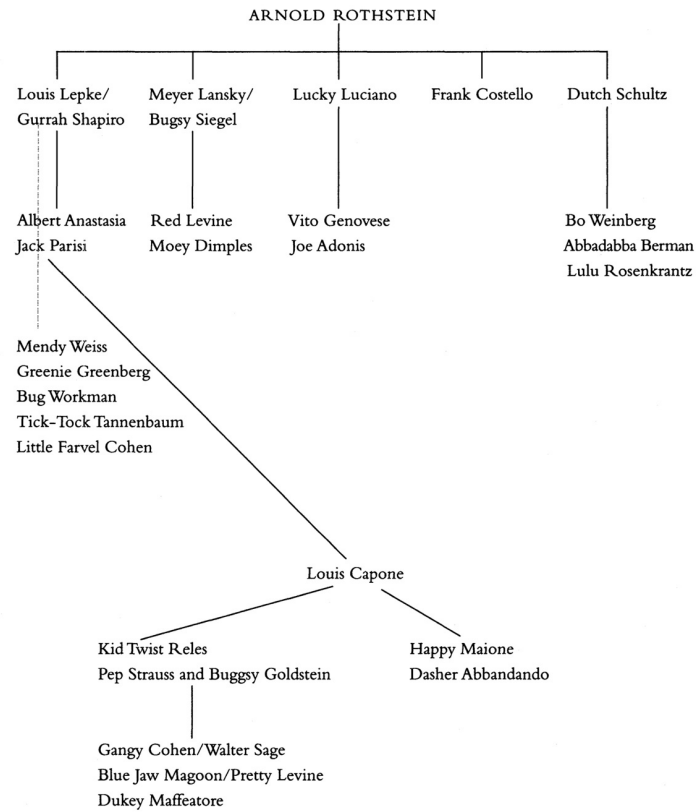 ARNOLD ROTHSTEIN
Louis Lepke/
Gurrah Shapiro
Meyer Lansky/
Bugsy Siegel
Lucky Luciano
Frank Costello
Dutch Schultz
Albert Anastasia
Jack Parisi
Red Levine
Moey Dimples
Vito Genovese
Joe Adonis
Bo Weinberg
Abbadabba Berman
Lulu Rosenkrantz
Mendy Weiss
Greenie Greenberg
Bug Workman
Tick-Tock Tannenbaum
Little Farvel Cohen
Louis Capone
Kid Twist Reles
Pep Strauss and Buggsy Goldstein
Happy Maione
Dasher Abbandando
Gangy Cohen/Walter Sage
Blue Jaw Magoon/Pretty Levine
Dukey Maffeatore